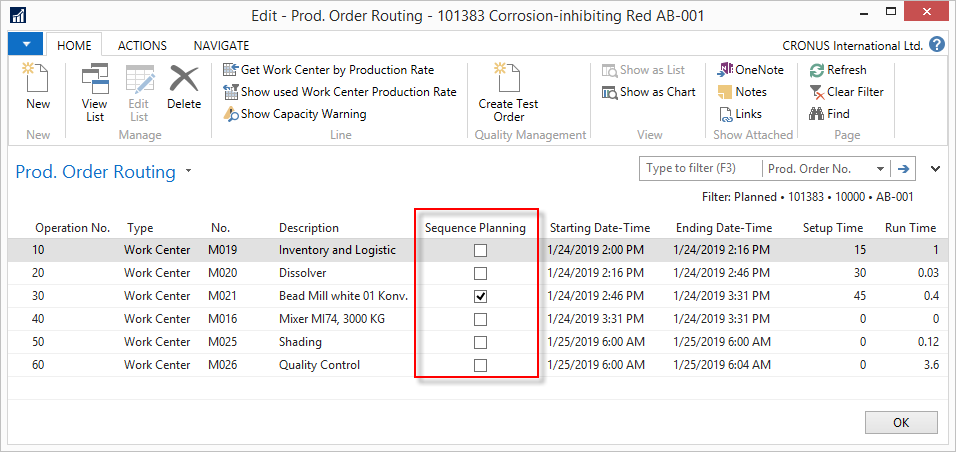 Edit - Prod. Order Routing - 101383 Corrosion-inhibiting Red AB-001
HOME ACTIONS NAVIGATE CRONUS International Ltd.
New
View List
Edit List
Delete
Get Work Center by Production Rate
Show used Work Center Production Rate
Show Capacity Warning
Create Test Order
Show as List
Show as Chart
OneNote
Notes
Links
Refresh
Clear Filter
Find
New Manage Line Quality Management View Show Attached Page
Prod. Order Routing
Type to filter (F3) Prod. Order No.
Filter: Planned • 101383 • 10000 • AB-001
Operation No. Type No. Description Sequence Planning Starting Date-Time Ending Date-Time Setup Time Run Time
10 Work Center M019 Inventory and Logistic 1/24/2019 2:00 PM 1/24/2019 2:16 PM 15 1
20 Work Center M020 Dissolver 1/24/2019 2:16 PM 1/24/2019 2:46 PM 30 0.03
30 Work Center M021 Bead Mill white 01 Konv. 1/24/2019 2:46 PM 1/24/2019 3:31 PM 45 0.4
40 Work Center M016 Mixer MI74, 3000 KG 1/24/2019 3:31 PM 1/24/2019 3:31 PM 0 0
50 Work Center M025 Shading 1/25/2019 6:00 AM 1/25/2019 6:00 AM 0 0.12
60 Work Center M026 Quality Control 1/25/2019 6:00 AM 1/25/2019 6:04 AM 0 3.6
OK